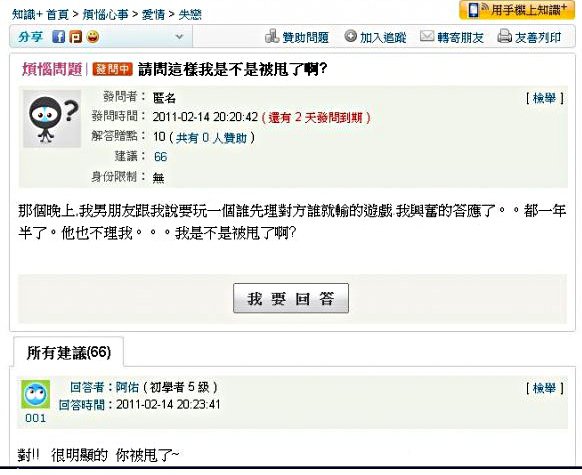 知識+ 首頁 > 煩惱心事 > 愛情 > 失戀
用手機上知識+
分享
贊助問題 加入追蹤 轉寄朋友 友善列印
煩惱問題 發問中 請問這樣我是不是被甩了啊?
發問者： 匿名 [ 檢舉 ]
發問時間： 2011-02-14 20:20:42 ( 還有 2 天發問到期 )
解答贈點： 10 ( 共有 0 人贊助 )
建議： 66
身份限制： 無
那個晚上.我男朋友跟我說要玩一個誰先理對方誰就輸的遊戲.我興奮的答應了。。都一年
半了。他也不理我。。。我是不是被甩了啊?
我 要 回 答
所有建議(66)
回答者：阿佑 ( 初學者 5 級 ) [ 檢舉 ]
回答時間：2011-02-14 20:23:41
001
對!! 很明顯的 你被甩了~